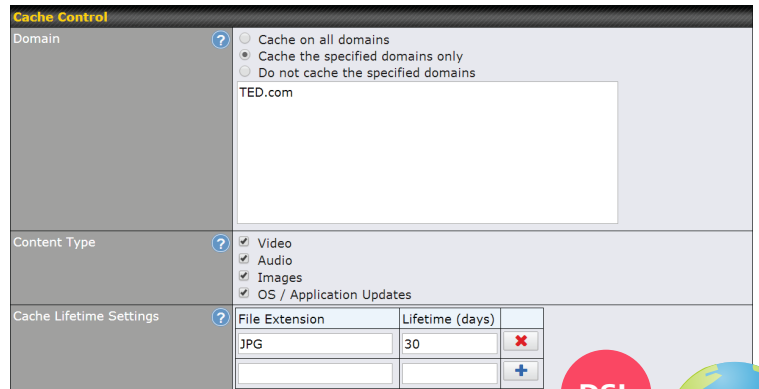 Cache Control
Domain ? Cache on all domains
Cache the specified domains only
Do not cache the specified domains
TED.com
Content Type ? Video
Audio
Images
OS / Application Updates
Cache Lifetime Settings ? File Extension Lifetime (days)
JPG 30
DSL